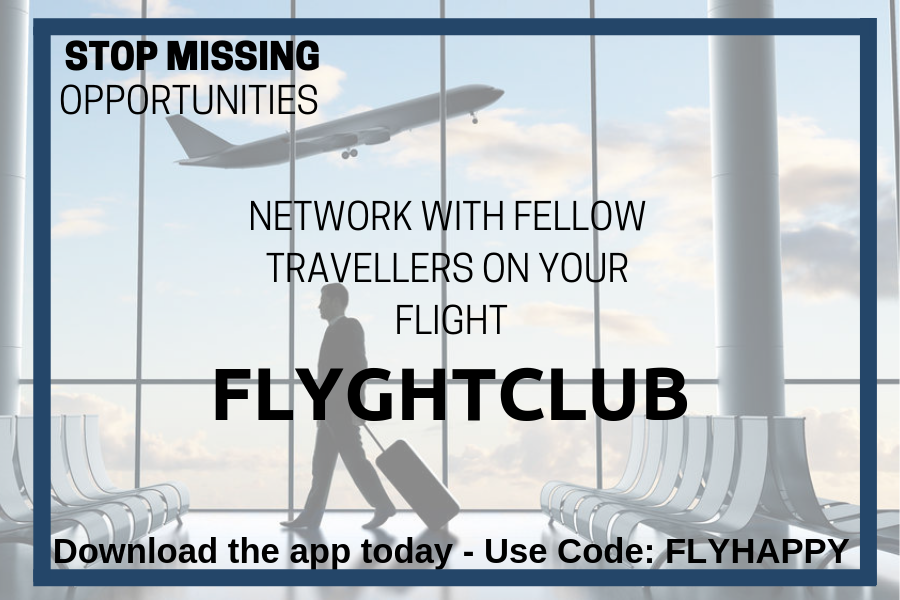 STOP MISSING
OPPORTUNITIES
NETWORK WITH FELLOW
TRAVELLERS ON YOUR
FLIGHT
FLYGHTCLUB
Download the app today - Use Code: FLYHAPPY